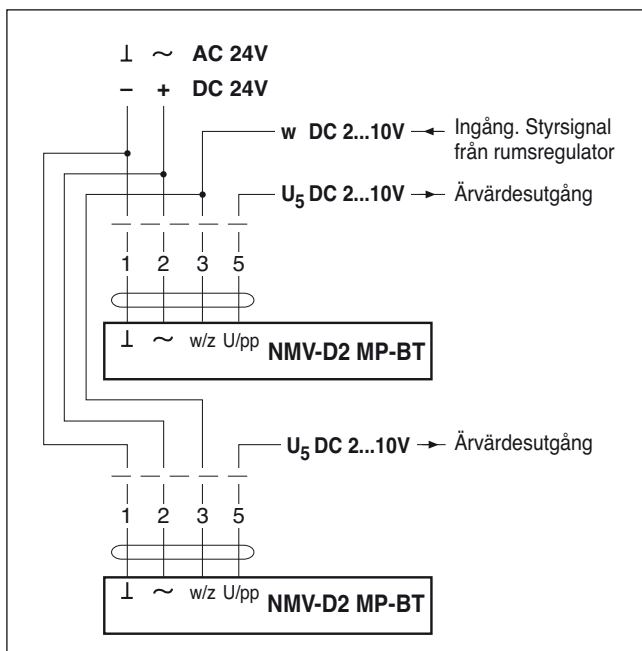 ⊥ ~ AC 24V
– + DC 24V
w DC 2...10V Ingång. Styrsignal
från rumsregulator
U5 DC 2...10V Ärvärdesutgång
1 2 3 5
⊥ ~ w/z U/pp
NMV-D2 MP-BT
U5 DC 2...10V Ärvärdesutgång
1 2 3 5
⊥ ~ w/z U/pp
NMV-D2 MP-BT